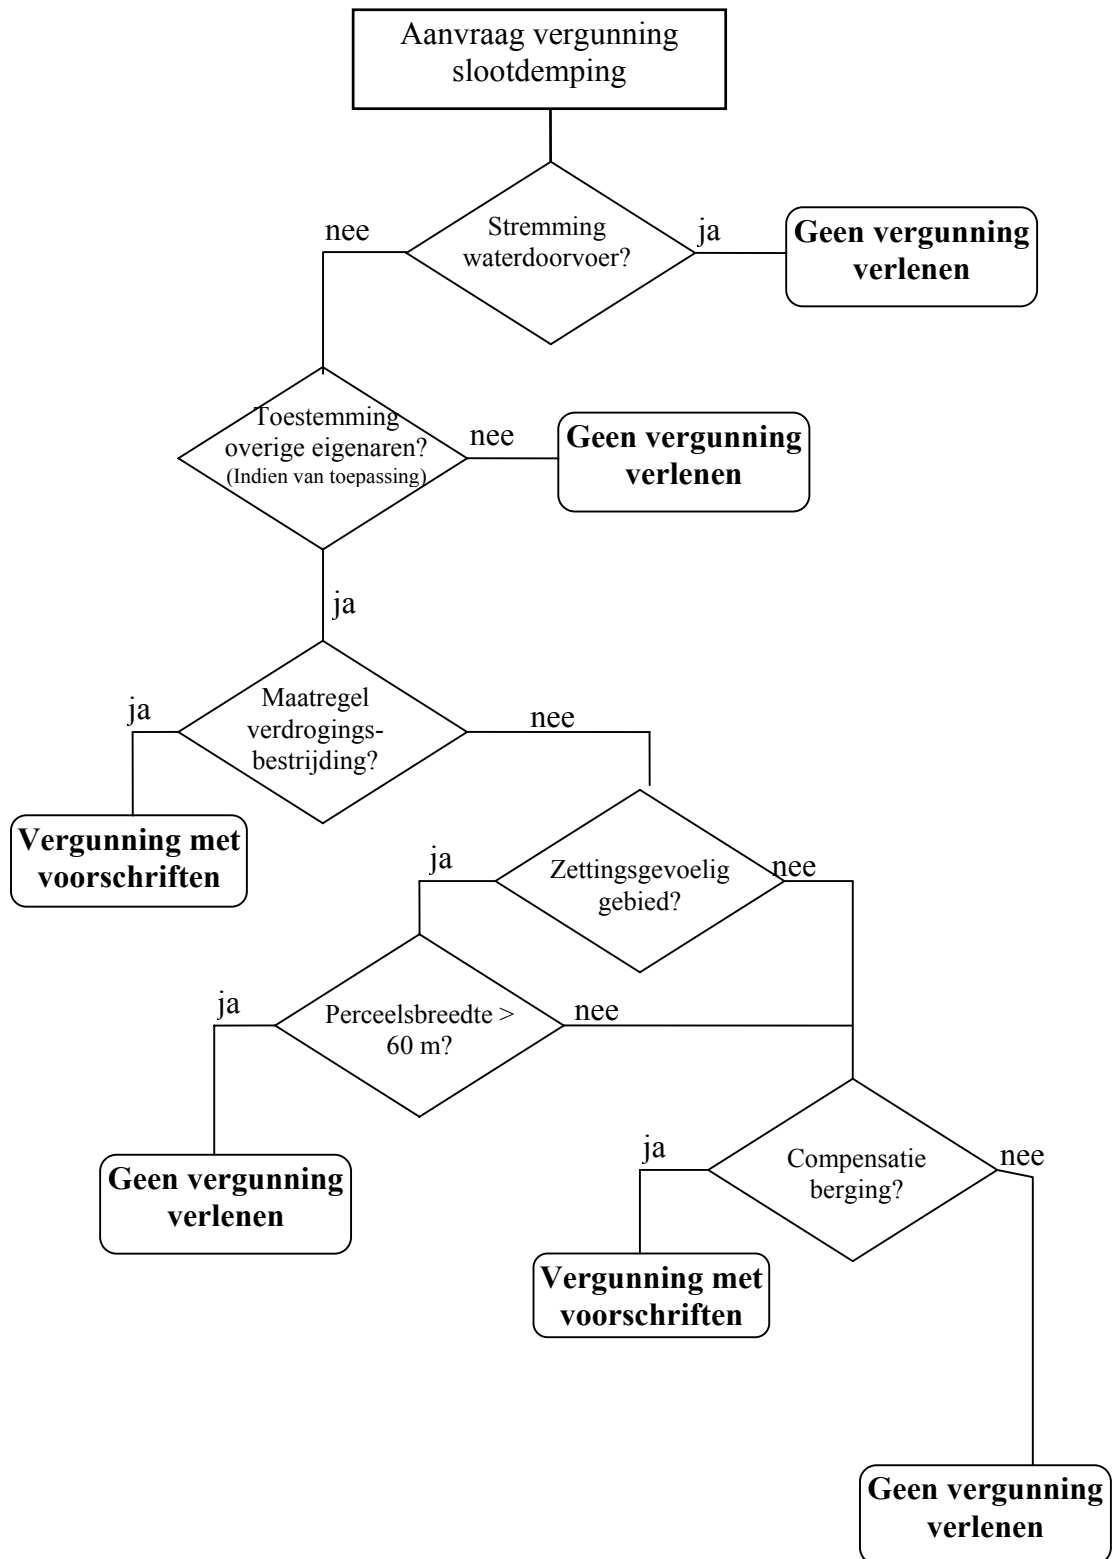 Aanvraag vergunning
slootdemping
Stremming
waterdoorvoer?
nee
ja
Geen vergunning
verlenen
Toestemming
overige eigenaren?
(Indien van toepassing)
nee
Geen vergunning
verlenen
ja
Maatregel
verdrogings-
bestrijding?
ja
nee
Vergunning met
voorschriften
Zettingsgevoelig
gebied?
ja
nee
Perceelsbreedte >
60 m?
ja
nee
Geen vergunning
verlenen
Compensatie
berging?
ja
nee
Vergunning met
voorschriften
Geen vergunning
verlenen